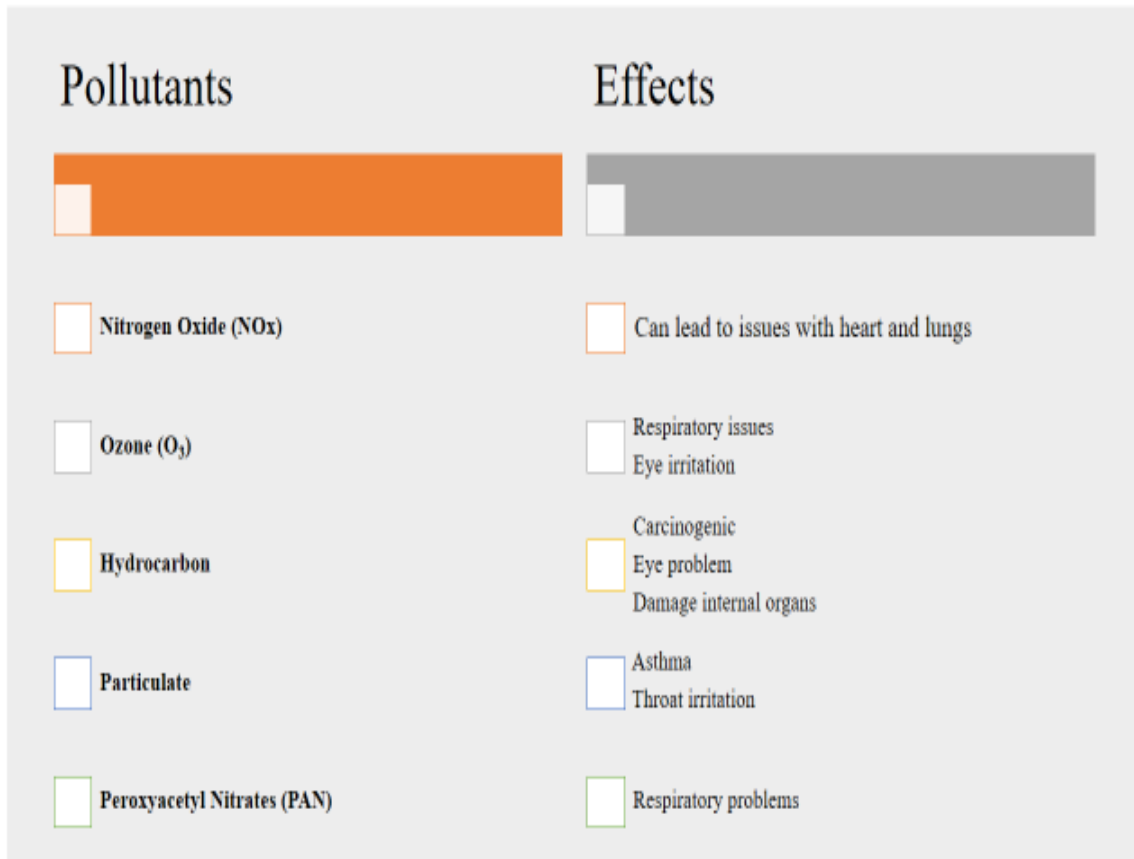 Pollutants
Effects
Nitrogen Oxide (NOx)
Can lead to issues with heart and lungs
Ozone (O₃)
Respiratory issues
Eye irritation
Hydrocarbon
Carcinogenic
Eye problem
Damage internal organs
Particulate
Asthma
Throat irritation
Peroxyacetyl Nitrates (PAN)
Respiratory problems